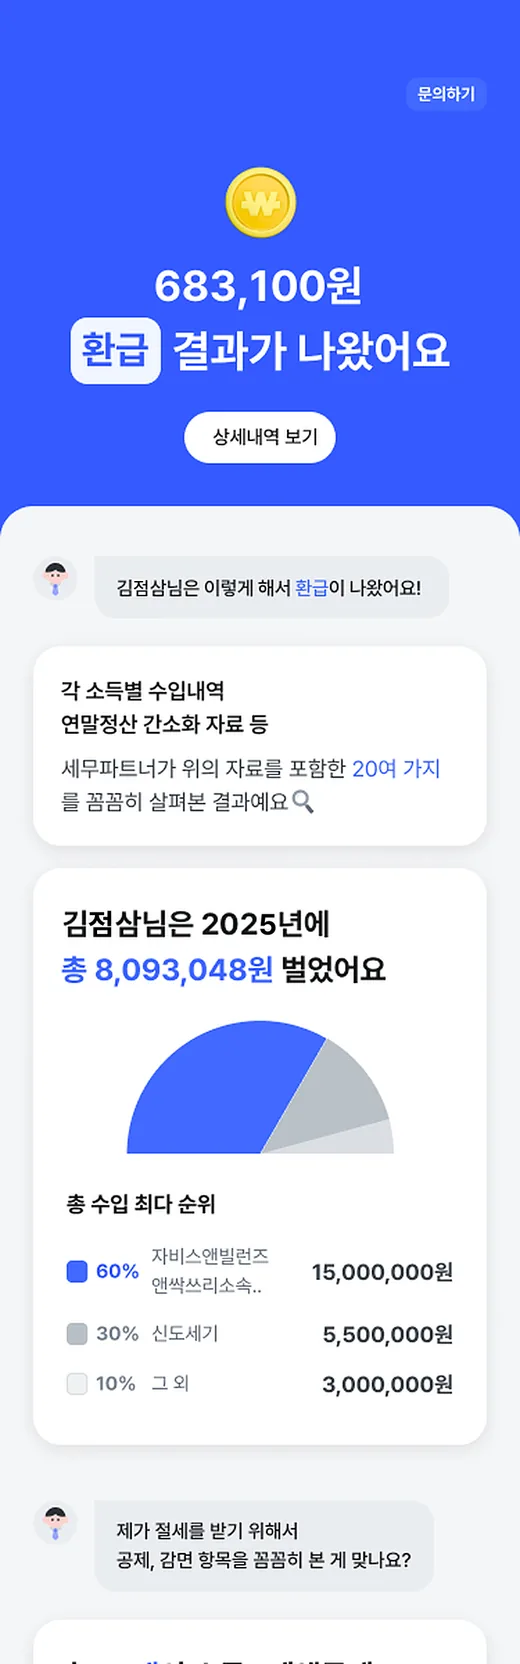 문의하기
683,100원
환급 결과가 나왔어요
상세내역 보기
김점삼님은 이렇게 해서 환급이 나왔어요!
각 소득별 수입내역
연말정산 간소화 자료 등
세무파트너가 위의 자료를 포함한 20여 가지
를 꼼꼼히 살펴본 결과예요
김점삼님은 2025년에
총 8,093,048원 벌었어요
총 수입 최다 순위
60% 자비스앤빌런즈 15,000,000원
앤싹쓰리소속..
30% 신도세기 5,500,000원
10% 그 외 3,000,000원
제가 절세를 받기 위해서
공제, 감면 항목을 꼼꼼히 본 게 맞나요?